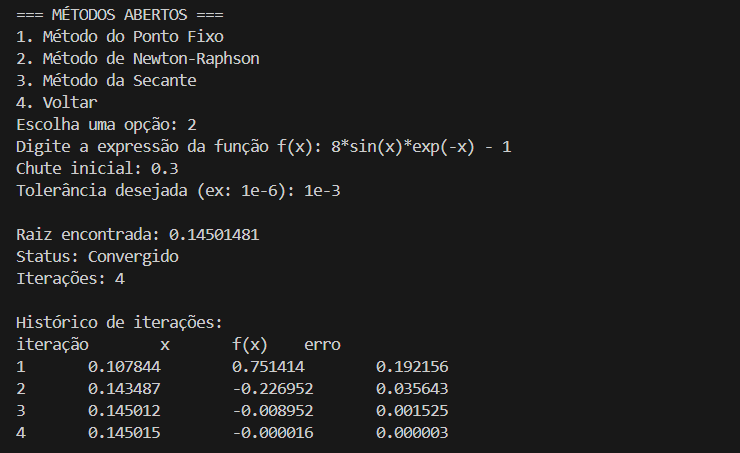 === MÉTODOS ABERTOS ===
1. Método do Ponto Fixo
2. Método de Newton-Raphson
3. Método da Secante
4. Voltar
Escolha uma opção: 2
Digite a expressão da função f(x): 8*sin(x)*exp(-x) - 1
Chute inicial: 0.3
Tolerância desejada (ex: 1e-6): 1e-3
Raiz encontrada: 0.14501481
Status: Convergido
Iterações: 4
Histórico de iterações:
iteração x f(x) erro
1 0.107844 0.751414 0.192156
2 0.143487 -0.226952 0.035643
3 0.145012 -0.008952 0.001525
4 0.145015 -0.000016 0.000003